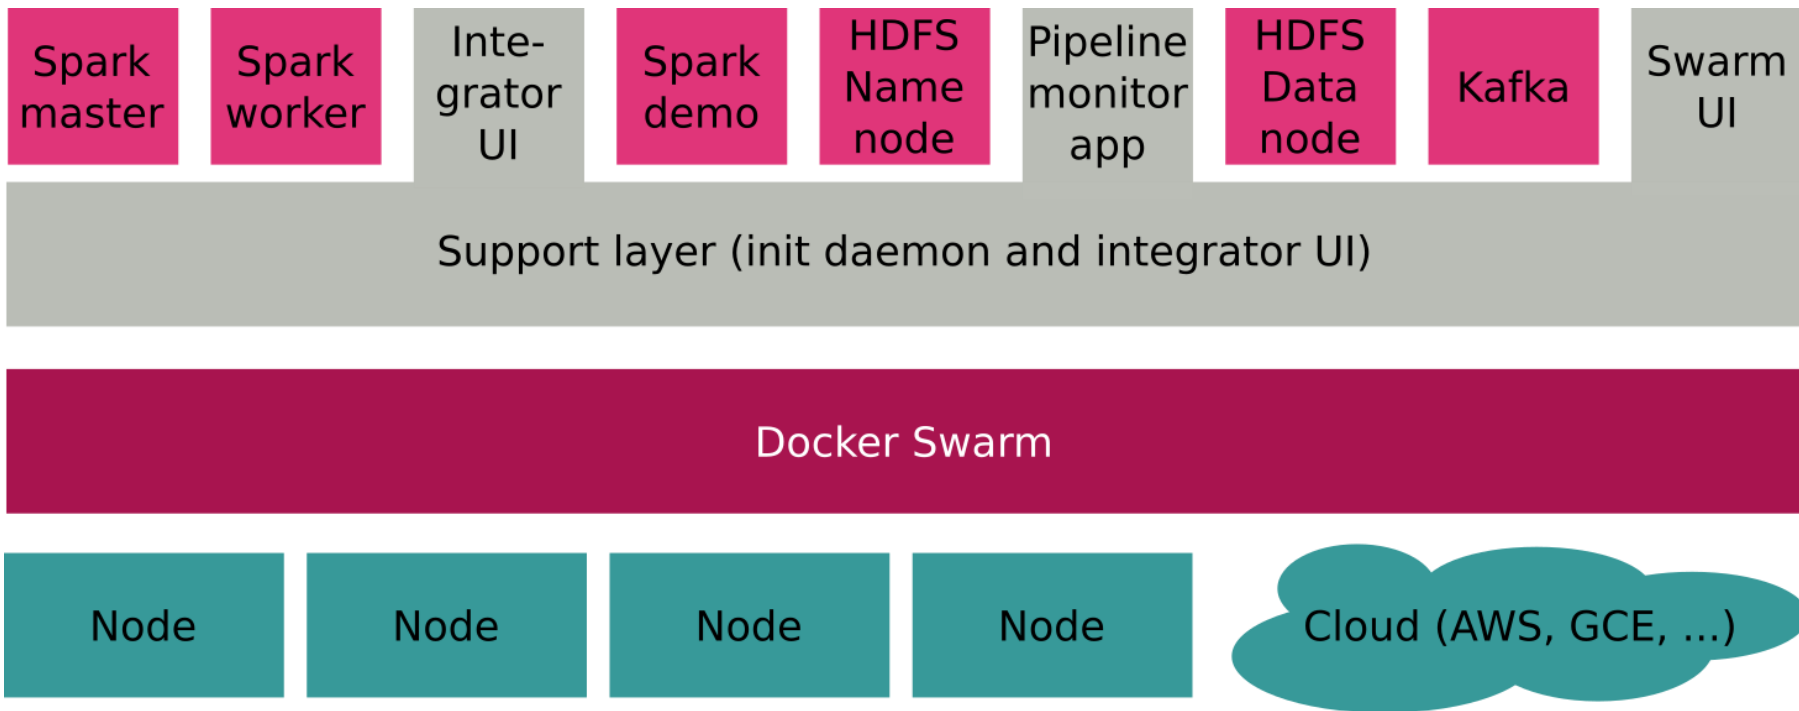 Spark
master
Spark
worker
Inte-
grator
UI
Spark
demo
HDFS
Name
node
Pipeline
monitor
app
HDFS
Data
node
Kafka
Swarm
UI
Support layer (init daemon and integrator UI)
Docker Swarm
Node
Node
Node
Node
Cloud (AWS, GCE, ...)